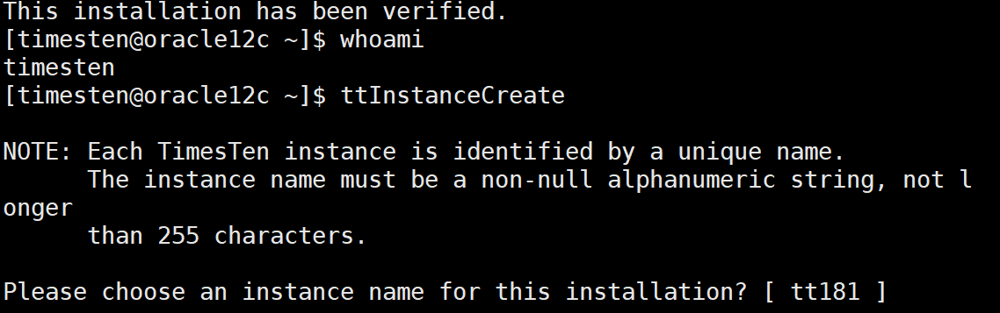 This installation has been verified.
[timesten@oracle12c ~]$ whoami
timesten
[timesten@oracle12c ~]$ ttInstanceCreate
NOTE: Each TimesTen instance is identified by a unique name.
The instance name must be a non-null alphanumeric string, not l
onger
than 255 characters.
Please choose an instance name for this installation? [ tt181 ]